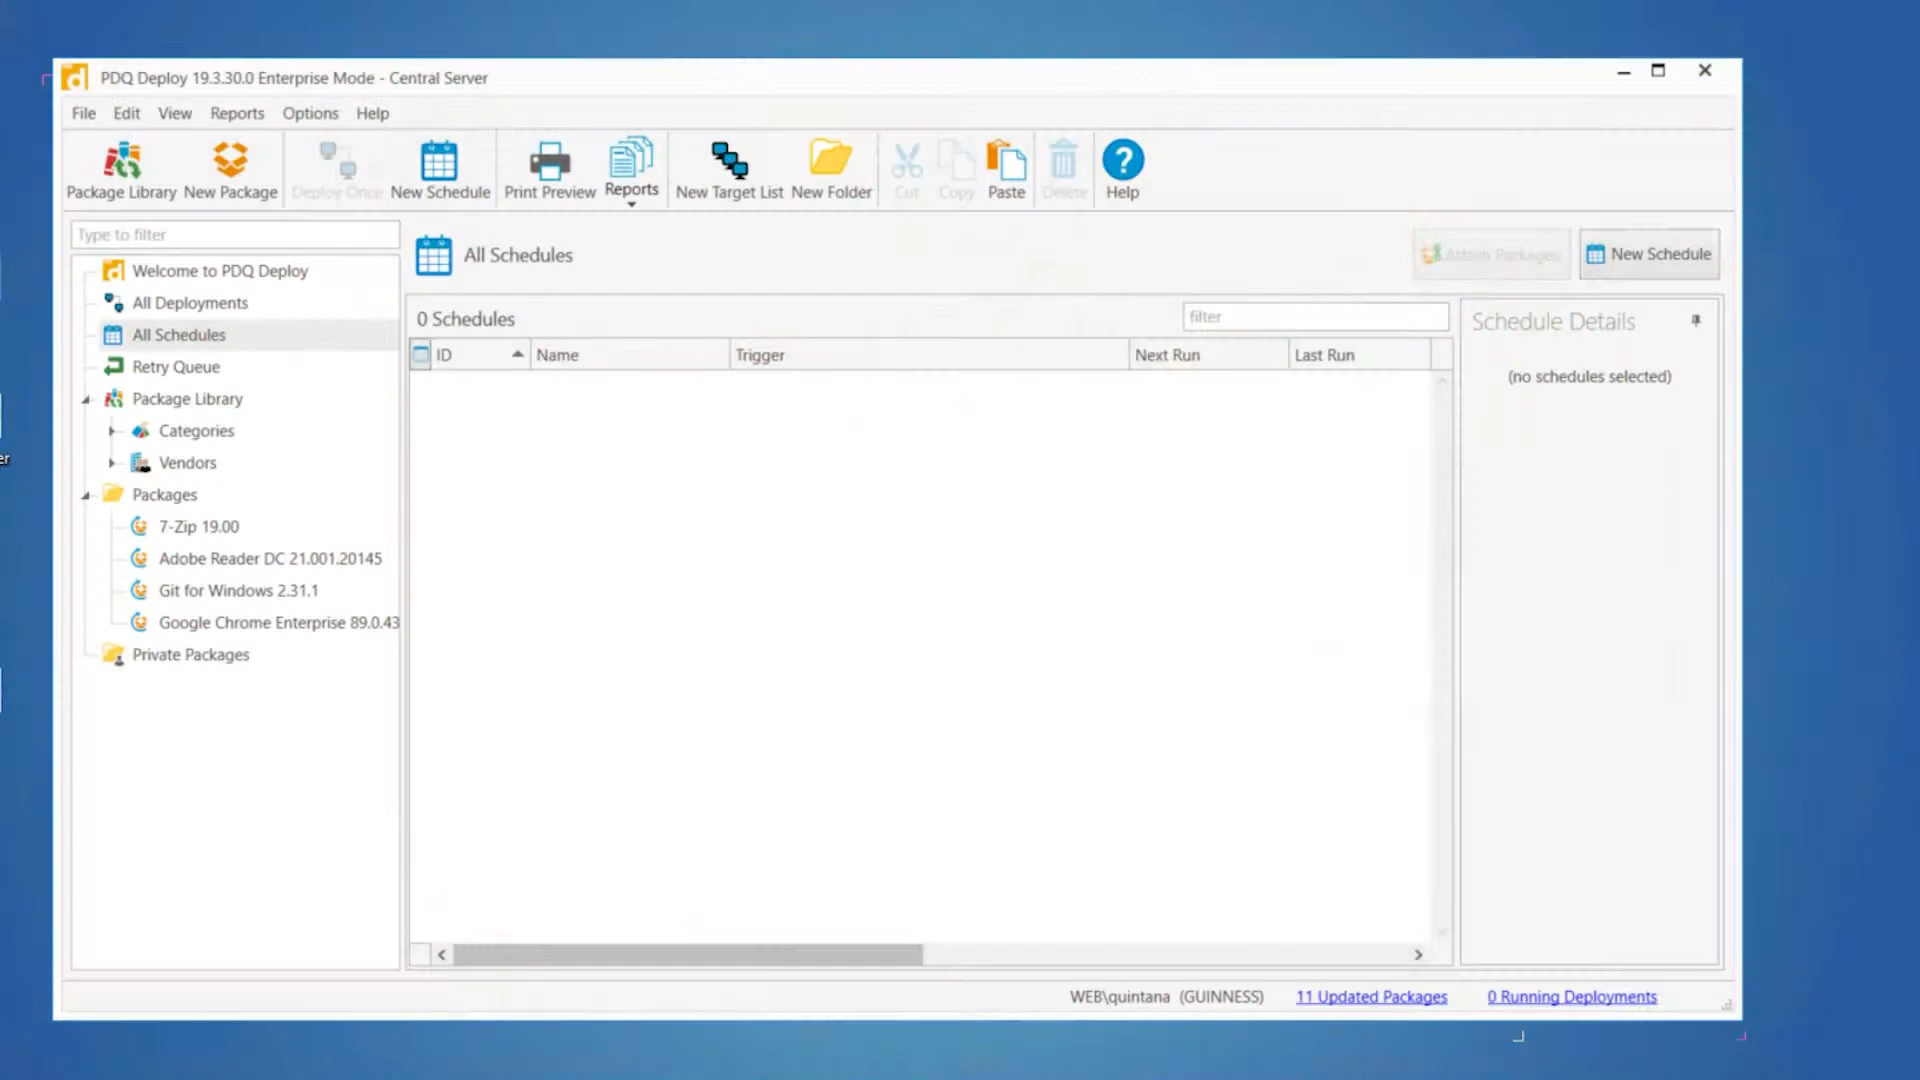 PDQ Deploy 19.3.30.0 Enterprise Mode - Central Server
File Edit View Reports Options Help
Package Library New Package Deploy Once New Schedule Print Preview Reports New Target List New Folder Cut Copy Paste Delete Help
Type to filter
All Schedules
Attach Packages
New Schedule
Welcome to PDQ Deploy
All Deployments
All Schedules
Retry Queue
Package Library
Categories
Vendors
Packages
7-Zip 19.00
Adobe Reader DC 21.001.20145
Git for Windows 2.31.1
Google Chrome Enterprise 89.0.43
Private Packages
0 Schedules
filter
ID Name Trigger Next Run Last Run
Schedule Details
(no schedules selected)
er
WEB\quintana (GUINNESS) 11 Updated Packages 0 Running Deployments